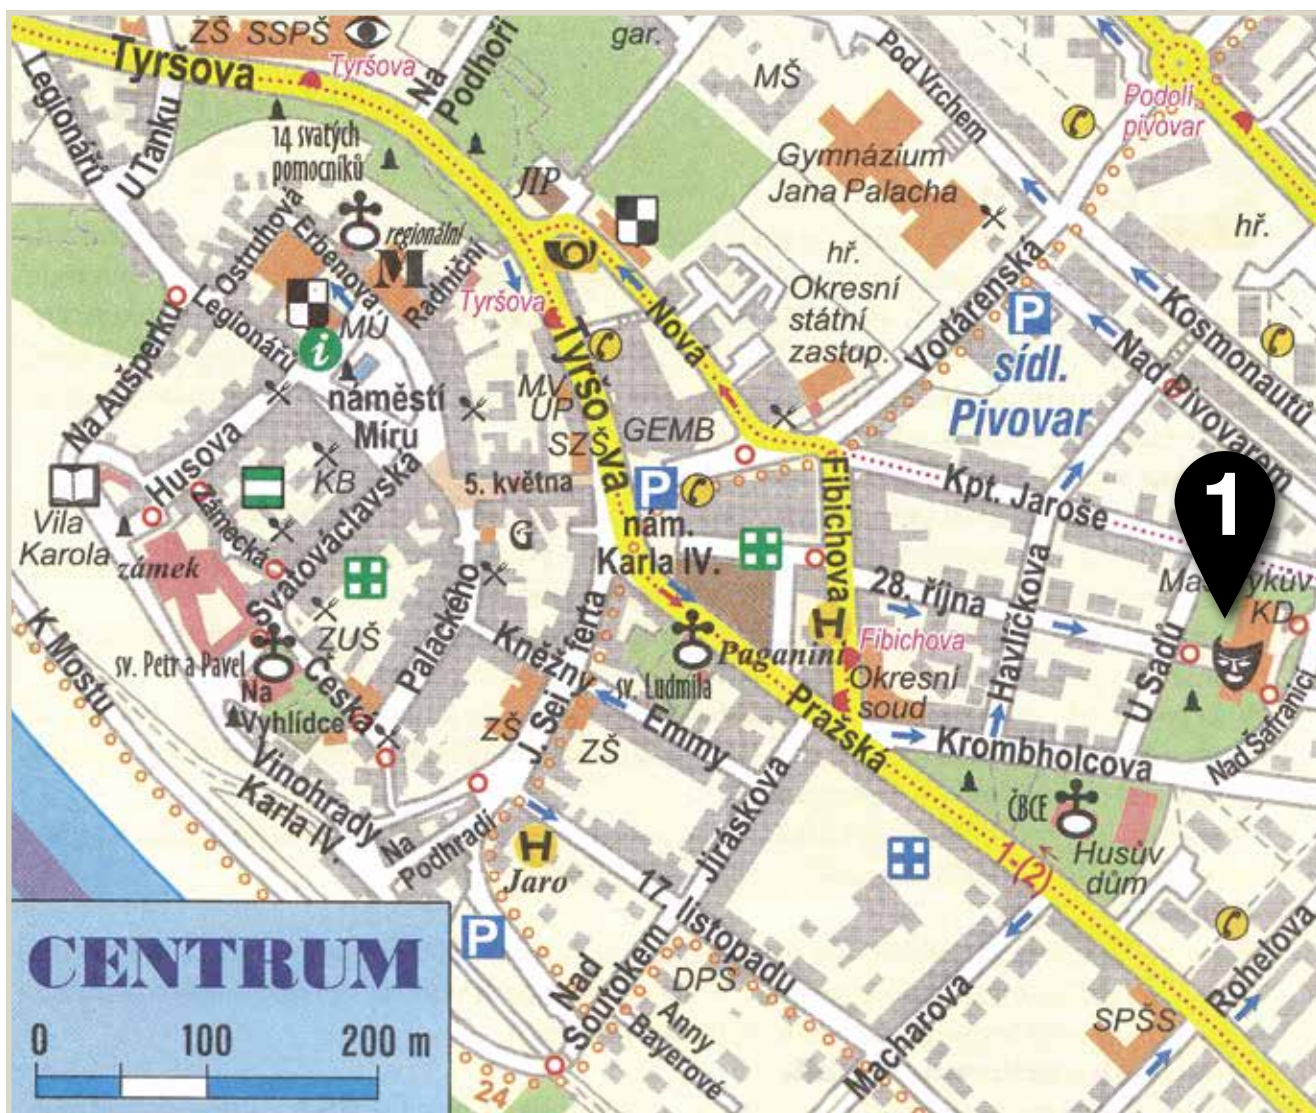 ZŠ SSPŠ
Tyršova
Tyršova
Na Podhoří
gar.
MŠ
Pod Vrchem
Podolí,
pivovar
Legionářů
U Tanku
14 svatých
pomocníků
JIP
Gymnázium
Jana Palacha
Ostruhová
Erbenova
regionální
M
Radniční
hř.
hř.
Okresní
státní
zastup.
Vodárenská
P
sídl.
Pivovar
Kosmonautů
Nad Pivovarem
Legionářů
MÚ
i
Tyršova
Nová
Na Aušperku
náměstí
Míru
Tyršova
MV
ÚP
SZŠ
GEMB
Husova
KB
5. května
P
nám.
Karla IV.
Fibichova
Kpt. Jaroše
1
Vila
Karola
Zámecká
zámek
Svatováclavská
G
Palackého
28. října
Havlíčkova
U Sadů
KD
K Mostu
ZUŠ
sv. Petr a Pavel
Na
Vyhlídce
Česká
Kněžny
Emmy
J. Seiferta
sv. Ludmila
Paganini
H
Fibichova
Okresní
soud
Pražská
Krombholcova
Nad Šafranicí
ZŠ
ZŠ
Vinohrady
Karla IV.
Na
Podhradí
H
Jaro
Jiráskova
ČBCE
Husův
dům
1-(2)
17. listopadu
P
Nad
Soutokem
DPS
Anny
Bayerové
Macharova
SPŠS
Rohelova
24
CENTRUM
0 100 200 m